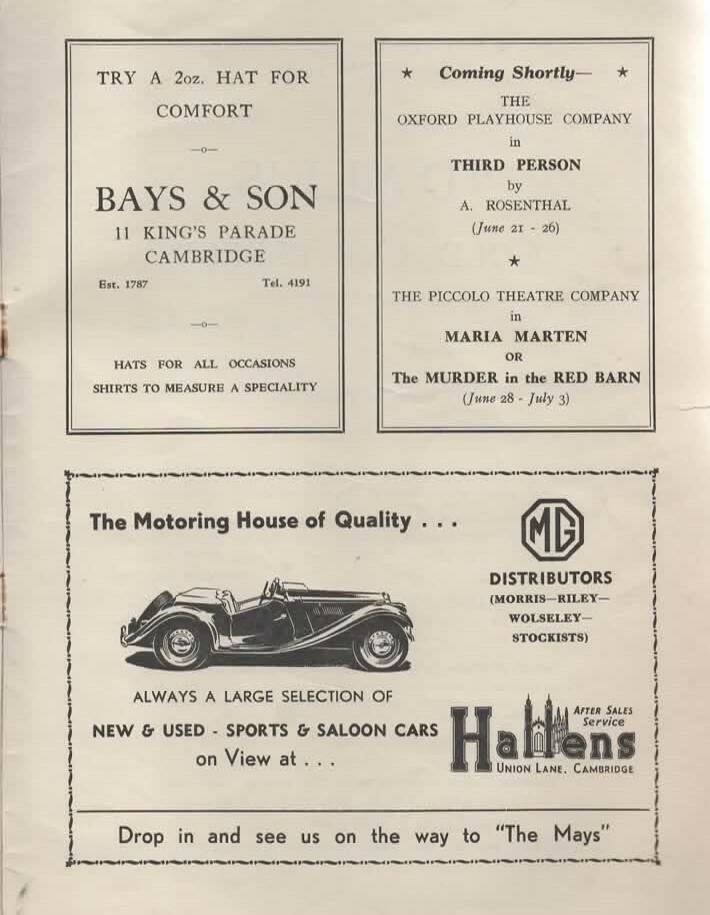 TRY A 2oz. HAT FOR
COMFORT
—o—
BAYS & SON
11 KING'S PARADE
CAMBRIDGE
Est. 1787 Tel. 4191
—o—
HATS FOR ALL OCCASIONS
SHIRTS TO MEASURE A SPECIALITY
★ Coming Shortly— ★
THE
OXFORD PLAYHOUSE COMPANY
in
THIRD PERSON
by
A. ROSENTHAL
(June 21 - 26)
★
THE PICCOLO THEATRE COMPANY
in
MARIA MARTEN
OR
The MURDER in the RED BARN
(June 28 - July 3)
The Motoring House of Quality . . .
MG
DISTRIBUTORS
(MORRIS—RILEY—
WOLSELEY—
STOCKISTS)
ALWAYS A LARGE SELECTION OF
NEW & USED - SPORTS & SALOON CARS
on View at . . .
AFTER SALES
Service
Hallens
UNION LANE. CAMBRIDGE
Drop in and see us on the way to "The Mays"